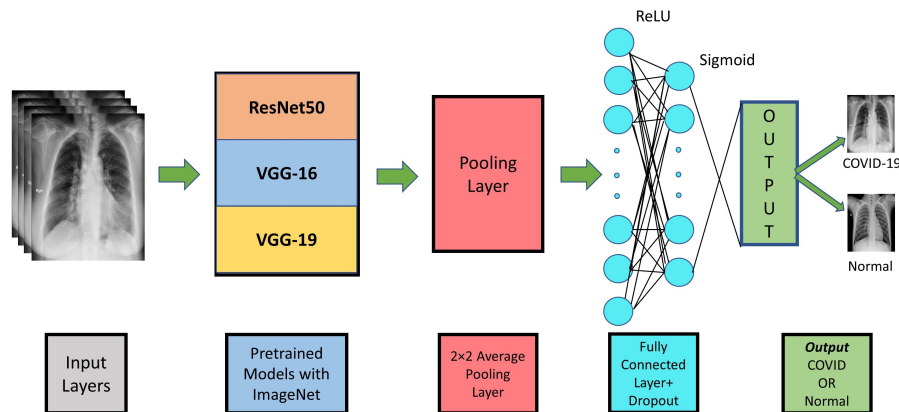 ReLU
Sigmoid
ResNet50
VGG-16
VGG-19
Pooling
Layer
O
U
T
P
U
T
COVID-19
Normal
Input
Layers
Pretrained
Models with
ImageNet
2×2 Average
Pooling
Layer
Fully
Connected
Layer+
Dropout
Output
COVID
OR
Normal